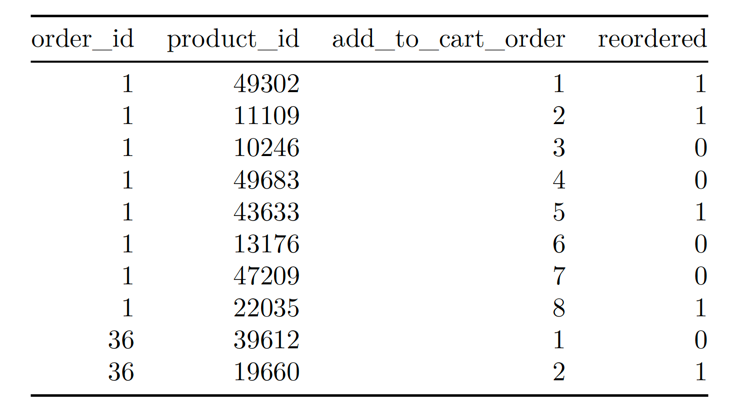 order_id product_id add_to_cart_order reordered
1 49302 1 1
1 11109 2 1
1 10246 3 0
1 49683 4 0
1 43633 5 1
1 13176 6 0
1 47209 7 0
1 22035 8 1
36 39612 1 0
36 19660 2 1